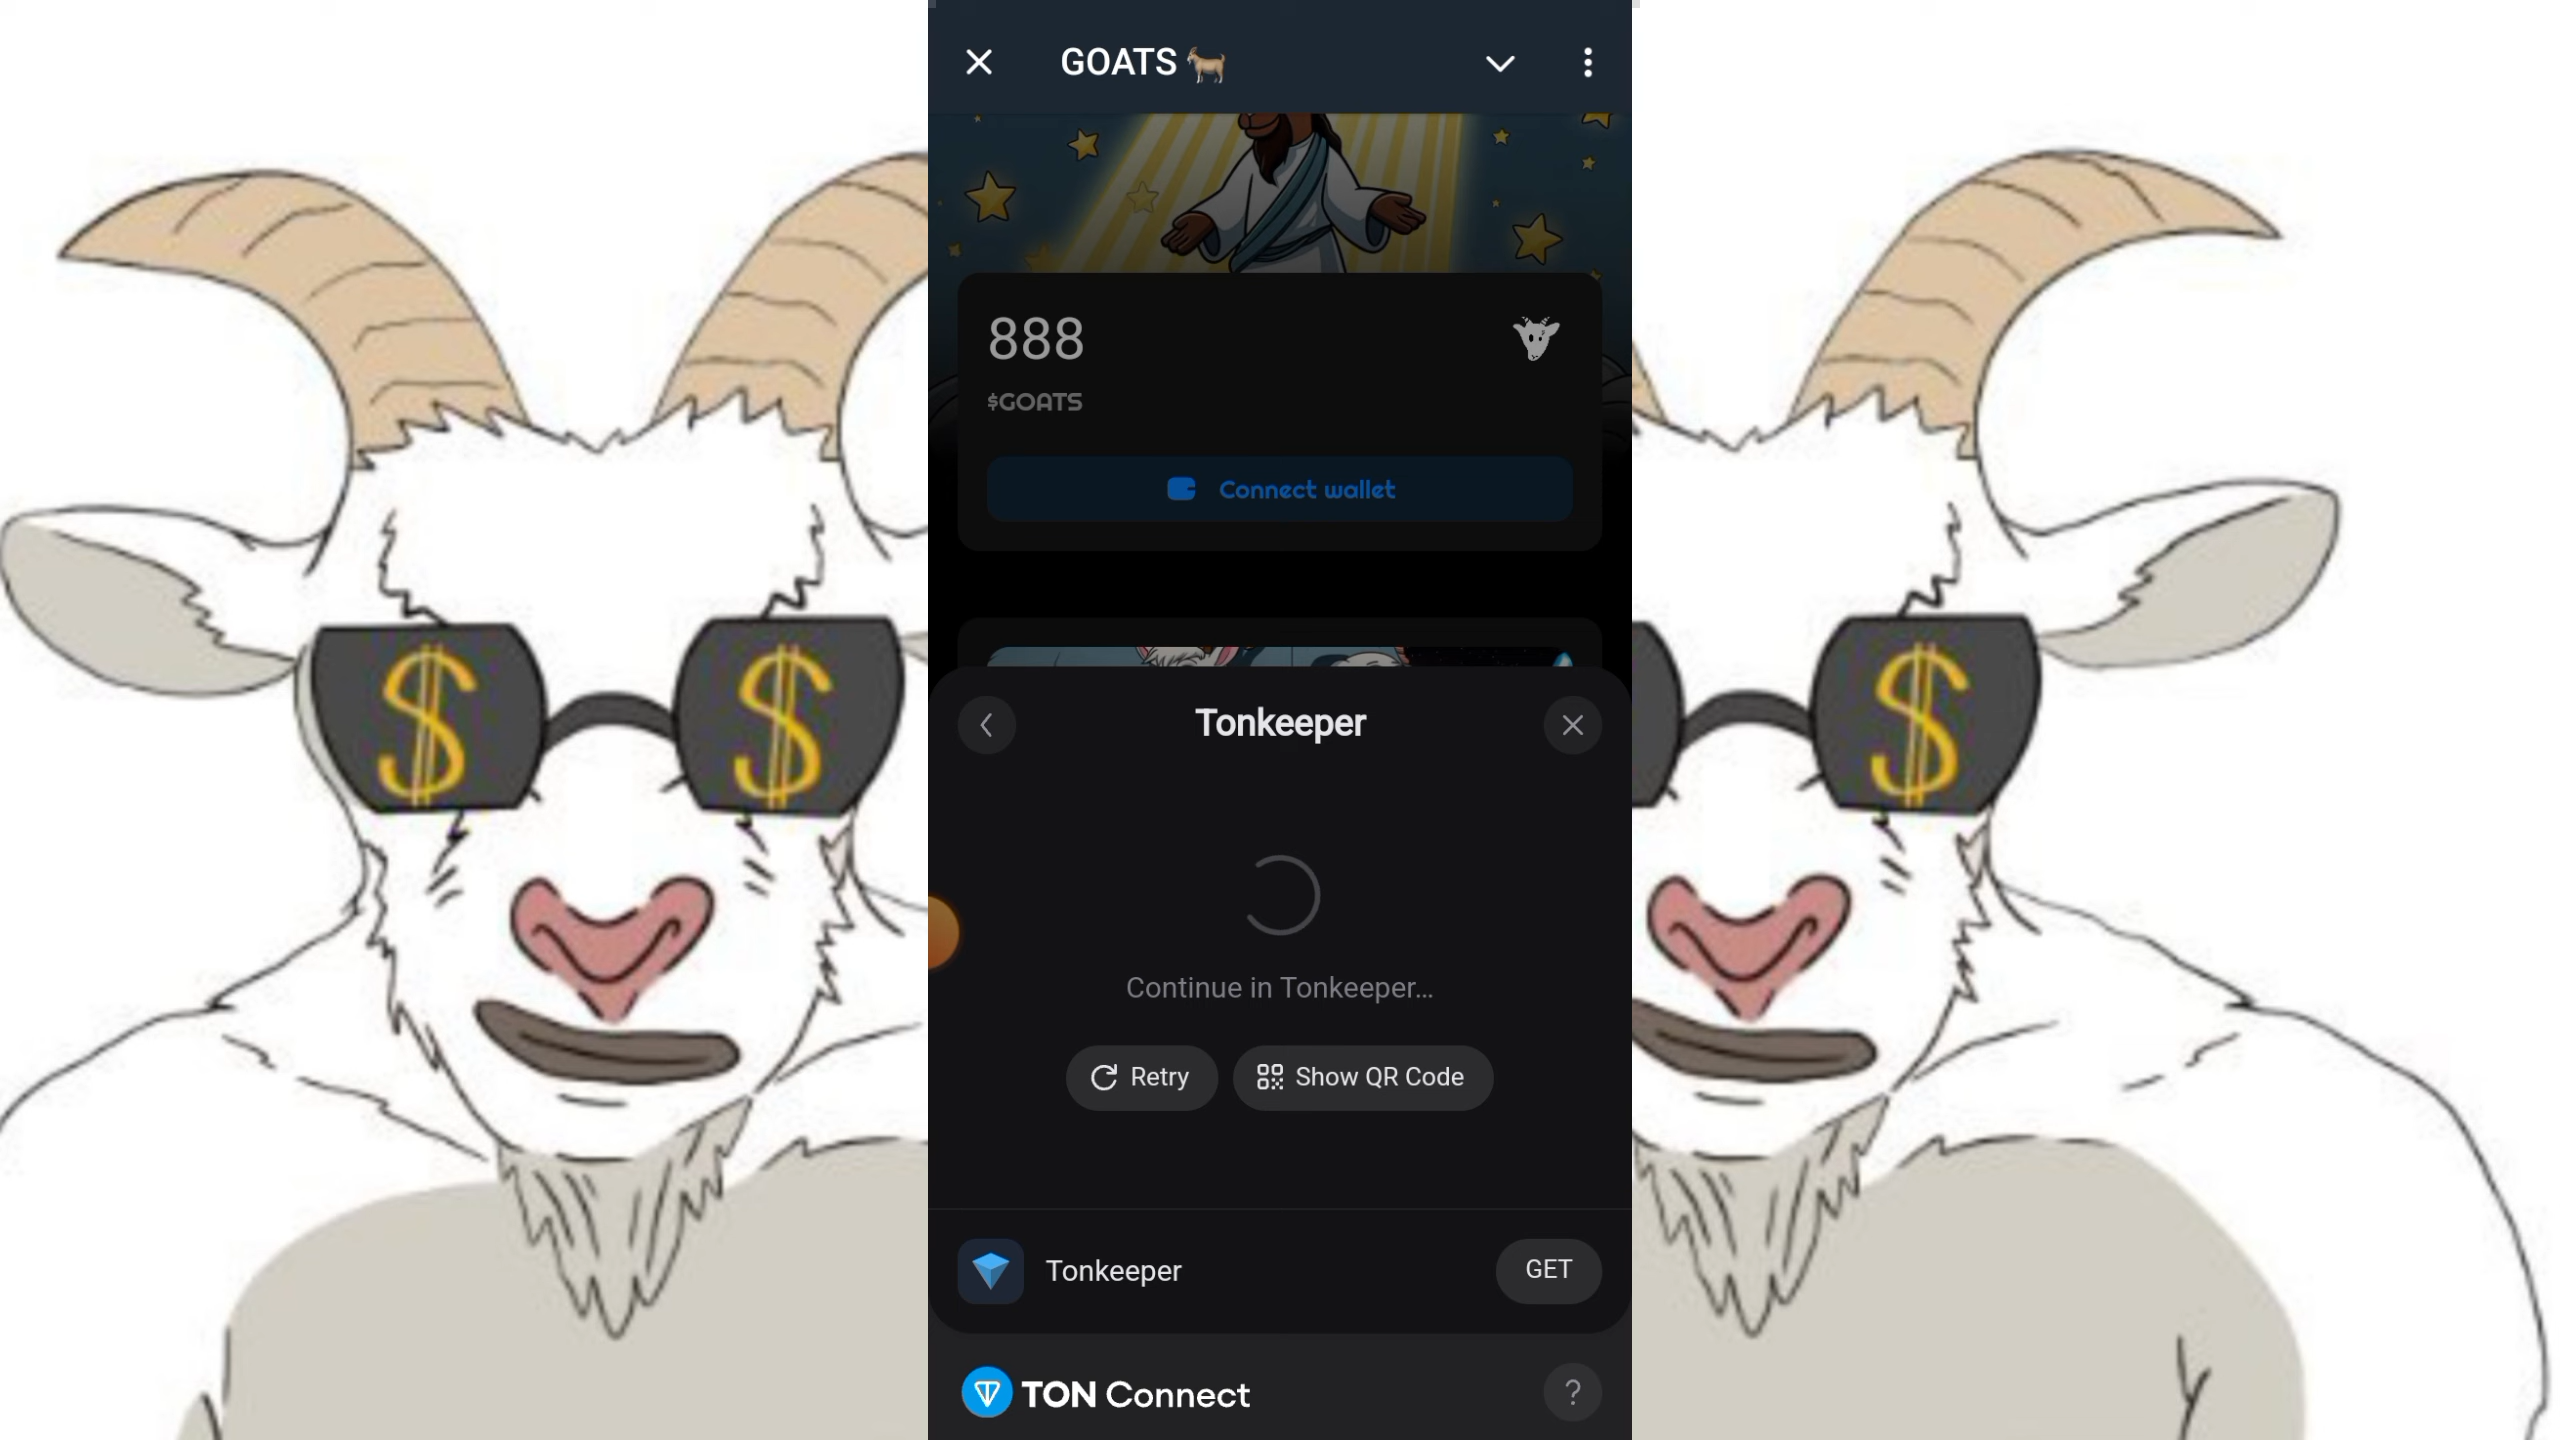 GOATS
888
$GOATS
Connect wallet
Tonkeeper
Continue in Tonkeeper...
Retry
Show QR Code
Tonkeeper
GET
TON Connect
?
$ $ $